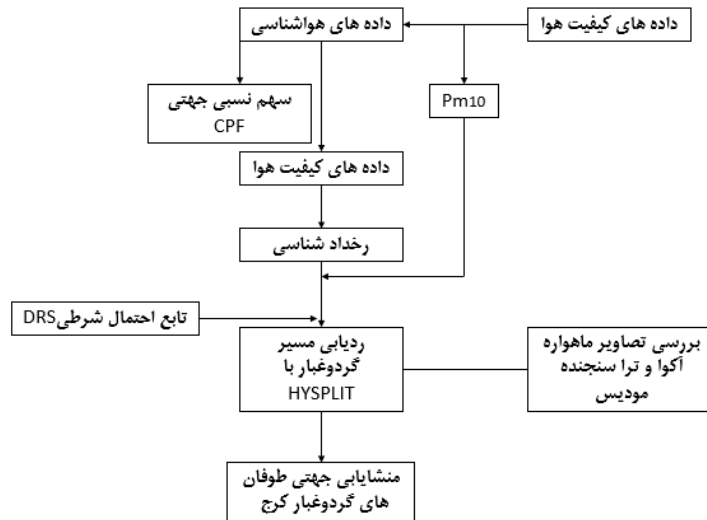 داده های کیفیت هوا
داده های هواشناسی
Pm10
سهم نسبی جهتی
CPF
داده های کیفیت هوا
رخداد شناسی
تابع احتمال شرطیDRS
ردیابی مسیر
گردوغبار با
HYSPLIT
بررسی تصاویر ماهواره
آکوا و ترا سنجنده
مودیس
منشایابی جهتی طوفان
های گردوغبار کرج